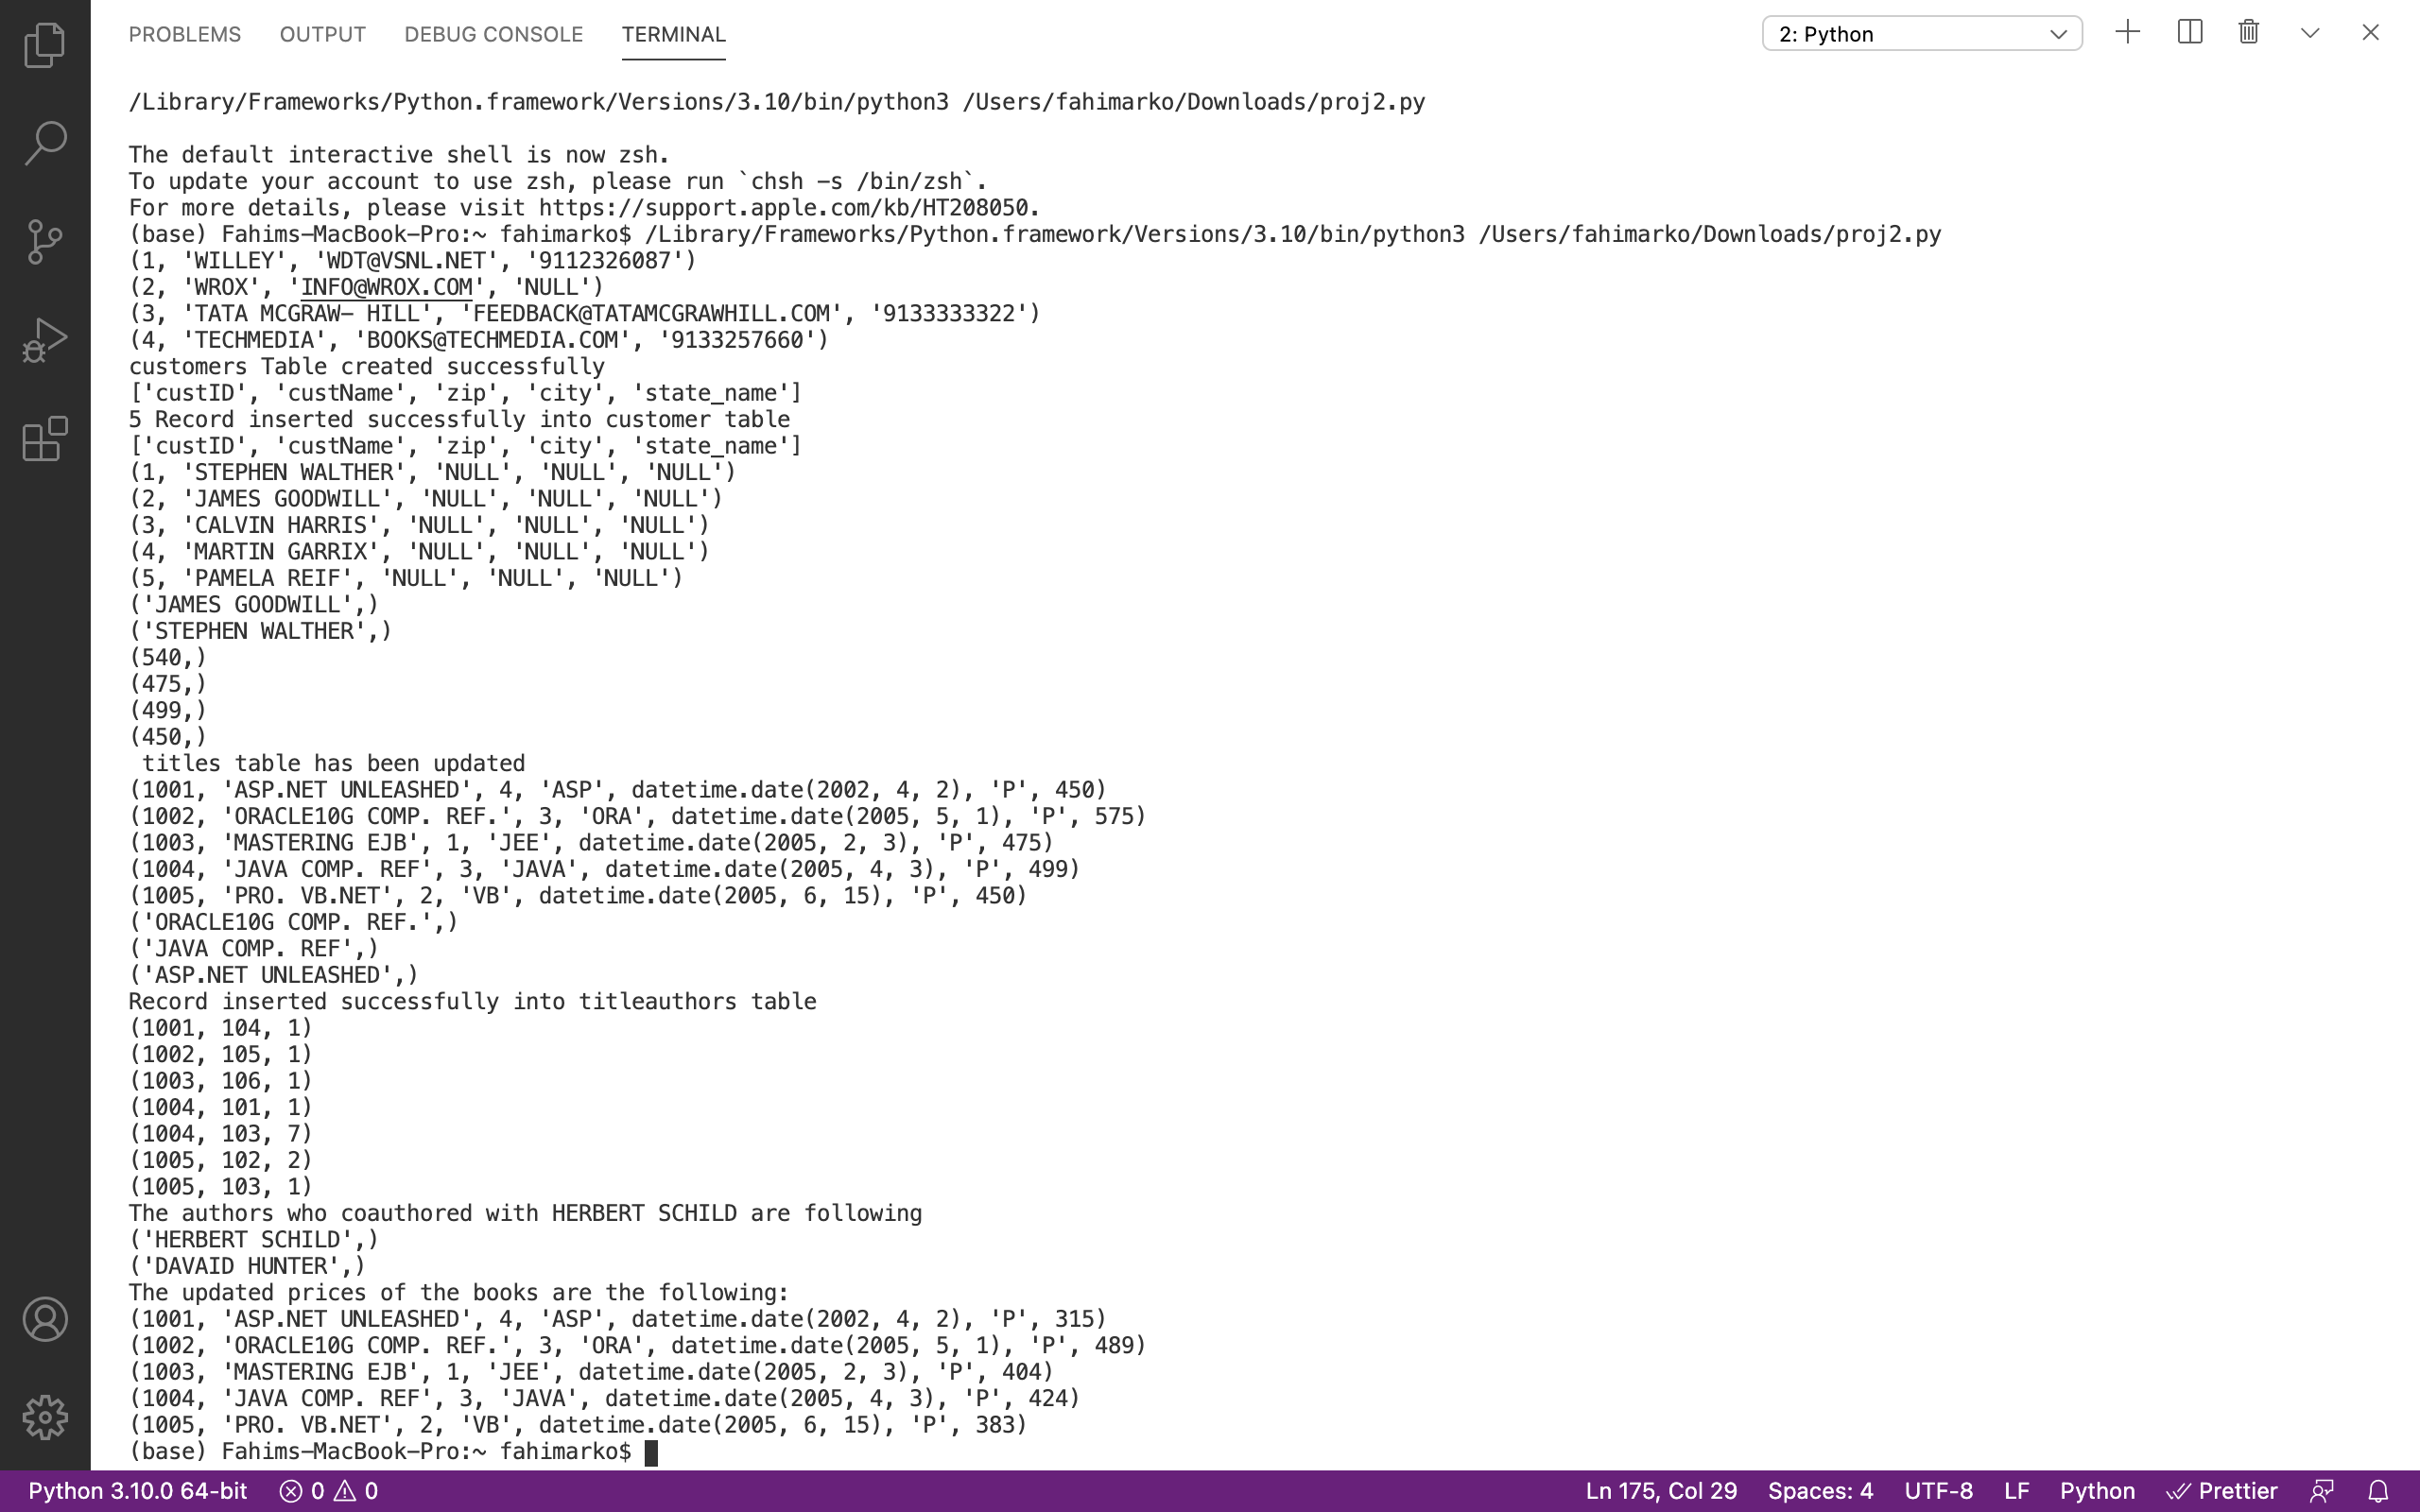 PROBLEMS OUTPUT DEBUG CONSOLE TERMINAL 2: Python
/Library/Frameworks/Python.framework/Versions/3.10/bin/python3 /Users/fahimarko/Downloads/proj2.py
The default interactive shell is now zsh.
To update your account to use zsh, please run `chsh -s /bin/zsh`.
For more details, please visit https://support.apple.com/kb/HT208050.
(base) Fahims-MacBook-Pro:~ fahimarko$ /Library/Frameworks/Python.framework/Versions/3.10/bin/python3 /Users/fahimarko/Downloads/proj2.py
(1, 'WILLEY', 'WDT@VSNL.NET', '9112326087')
(2, 'WROX', 'INFO@WROX.COM', 'NULL')
(3, 'TATA MCGRAW- HILL', 'FEEDBACK@TATAMCGRAWHILL.COM', '9133333322')
(4, 'TECHMEDIA', 'BOOKS@TECHMEDIA.COM', '9133257660')
customers Table created successfully
['custID', 'custName', 'zip', 'city', 'state_name']
5 Record inserted successfully into customer table
['custID', 'custName', 'zip', 'city', 'state_name']
(1, 'STEPHEN WALTHER', 'NULL', 'NULL', 'NULL')
(2, 'JAMES GOODWILL', 'NULL', 'NULL', 'NULL')
(3, 'CALVIN HARRIS', 'NULL', 'NULL', 'NULL')
(4, 'MARTIN GARRIX', 'NULL', 'NULL', 'NULL')
(5, 'PAMELA REIF', 'NULL', 'NULL', 'NULL')
('JAMES GOODWILL',)
('STEPHEN WALTHER',)
(540,)
(475,)
(499,)
(450,)
titles table has been updated
(1001, 'ASP.NET UNLEASHED', 4, 'ASP', datetime.date(2002, 4, 2), 'P', 450)
(1002, 'ORACLE10G COMP. REF.', 3, 'ORA', datetime.date(2005, 5, 1), 'P', 575)
(1003, 'MASTERING EJB', 1, 'JEE', datetime.date(2005, 2, 3), 'P', 475)
(1004, 'JAVA COMP. REF', 3, 'JAVA', datetime.date(2005, 4, 3), 'P', 499)
(1005, 'PRO. VB.NET', 2, 'VB', datetime.date(2005, 6, 15), 'P', 450)
('ORACLE10G COMP. REF.',)
('JAVA COMP. REF',)
('ASP.NET UNLEASHED',)
Record inserted successfully into titleauthors table
(1001, 104, 1)
(1002, 105, 1)
(1003, 106, 1)
(1004, 101, 1)
(1004, 103, 7)
(1005, 102, 2)
(1005, 103, 1)
The authors who coauthored with HERBERT SCHILD are following
('HERBERT SCHILD',)
('DAVAID HUNTER',)
The updated prices of the books are the following:
(1001, 'ASP.NET UNLEASHED', 4, 'ASP', datetime.date(2002, 4, 2), 'P', 315)
(1002, 'ORACLE10G COMP. REF.', 3, 'ORA', datetime.date(2005, 5, 1), 'P', 489)
(1003, 'MASTERING EJB', 1, 'JEE', datetime.date(2005, 2, 3), 'P', 404)
(1004, 'JAVA COMP. REF', 3, 'JAVA', datetime.date(2005, 4, 3), 'P', 424)
(1005, 'PRO. VB.NET', 2, 'VB', datetime.date(2005, 6, 15), 'P', 383)
(base) Fahims-MacBook-Pro:~ fahimarko$
Python 3.10.0 64-bit 0 0 Ln 175, Col 29 Spaces: 4 UTF-8 LF Python Prettier